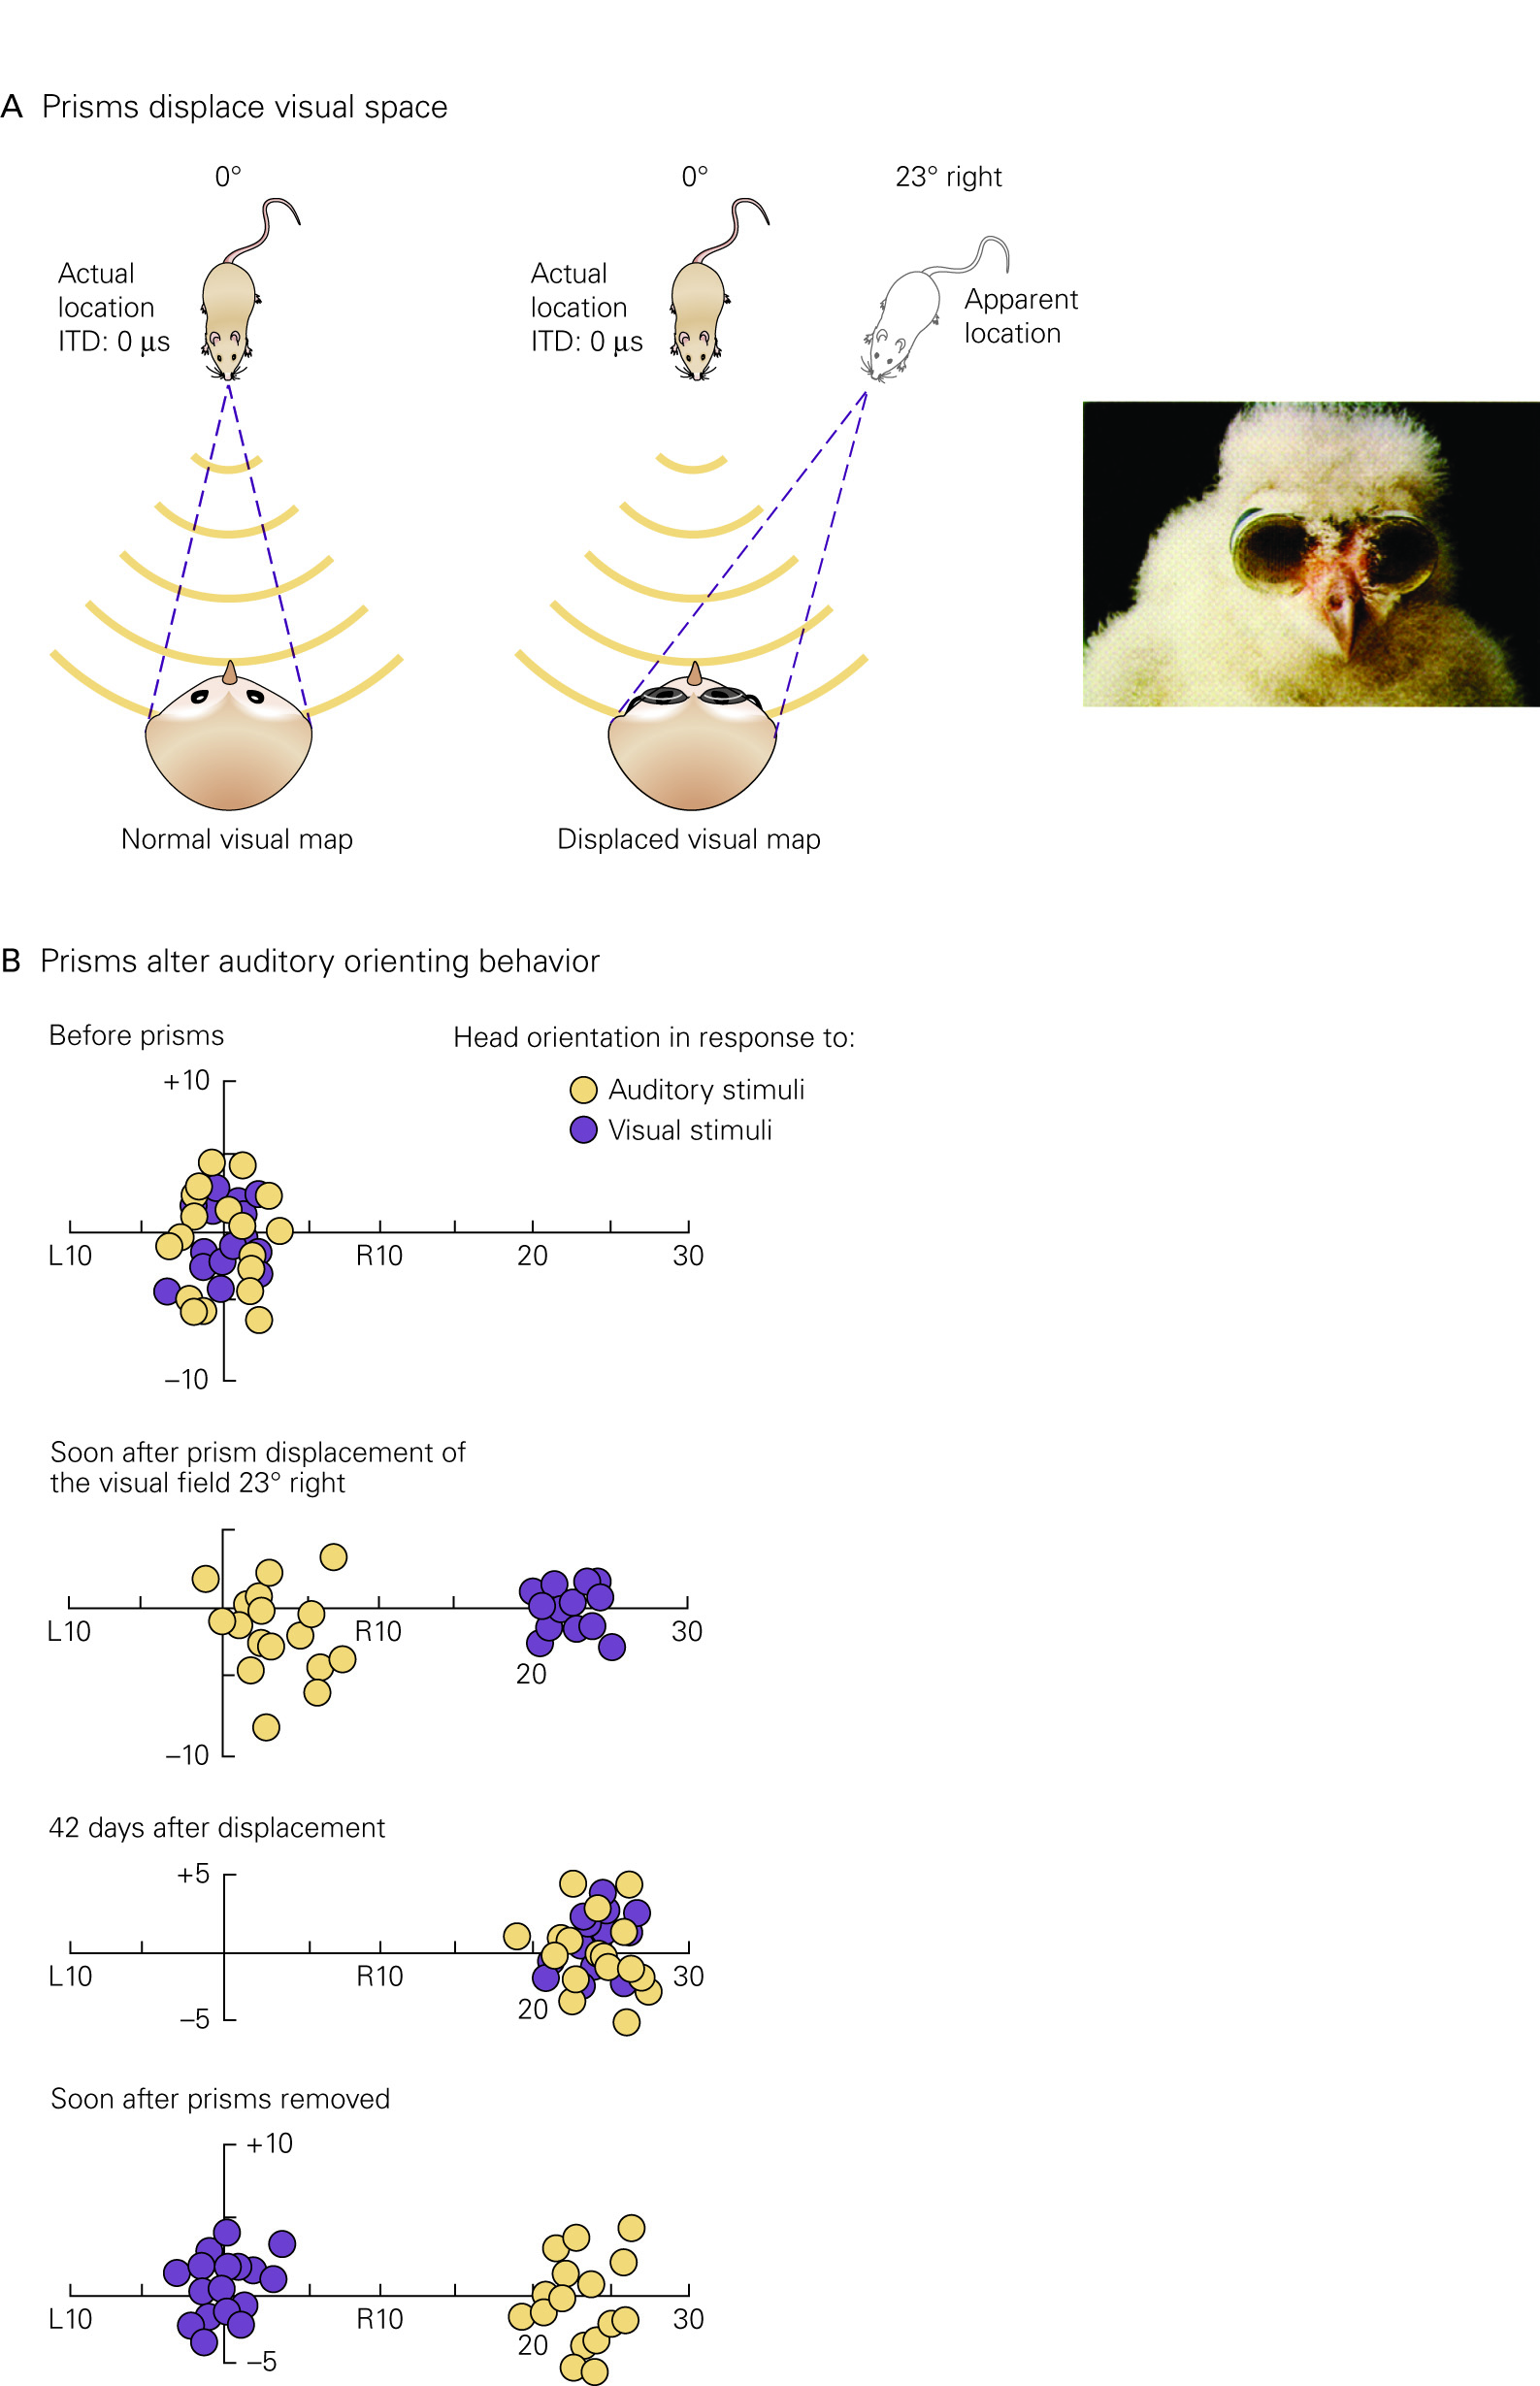 A Prisms displace visual space
0°
0°
23° right
Actual
location
ITD: 0 µs
Actual
location
ITD: 0 µs
Apparent
location
Normal visual map
Displaced visual map
B Prisms alter auditory orienting behavior
Before prisms
Head orientation in response to:
Auditory stimuli
Visual stimuli
+10
L10
R10
20
30
–10
Soon after prism displacement of
the visual field 23° right
L10
R10
20
30
–10
42 days after displacement
+5
L10
R10
20
30
–5
Soon after prisms removed
+10
L10
R10
20
30
–5